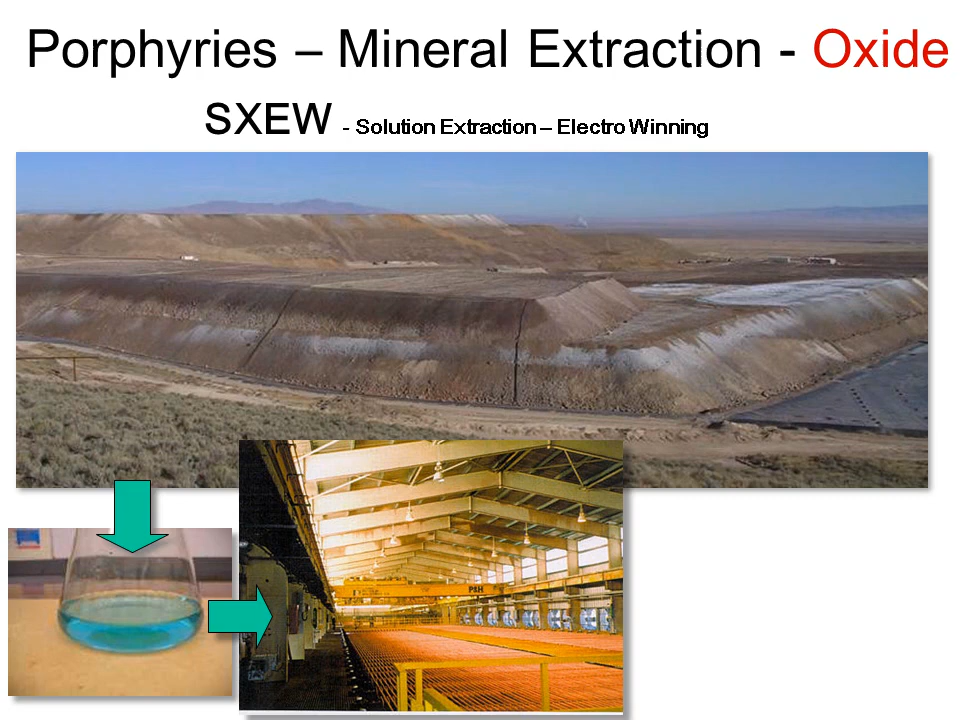 Porphyries – Mineral Extraction - Oxide
SXEW - Solution Extraction – Electro Winning
P&H